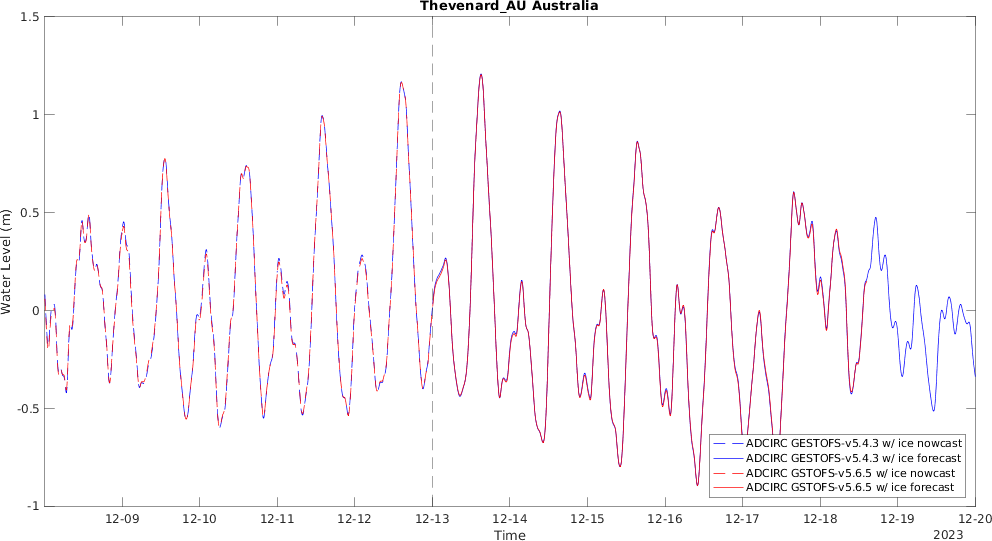 Thevenard_AU Australia
1.5
1
0.5
0
-0.5
-1
Water Level (m)
12-09
12-10
12-11
12-12
12-13
12-14
12-15
12-16
12-17
12-18
12-19
12-20
Time
2023
ADCIRC GESTOFS-v5.4.3 w/ ice nowcast
ADCIRC GESTOFS-v5.4.3 w/ ice forecast
ADCIRC GSTOFS-v5.6.5 w/ ice nowcast
ADCIRC GSTOFS-v5.6.5 w/ ice forecast